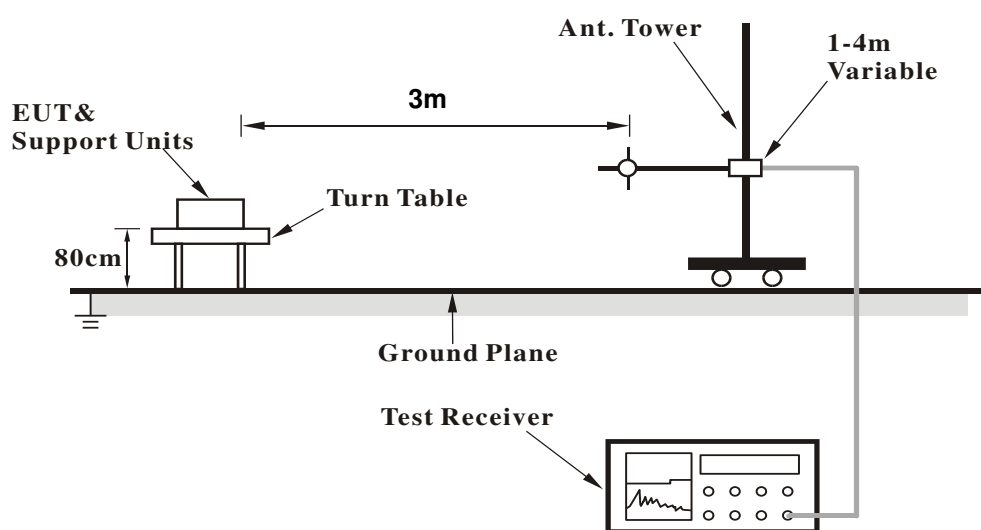 Ant. Tower
1-4m
Variable
3m
EUT&
Support Units
Turn Table
80cm
Ground Plane
Test Receiver